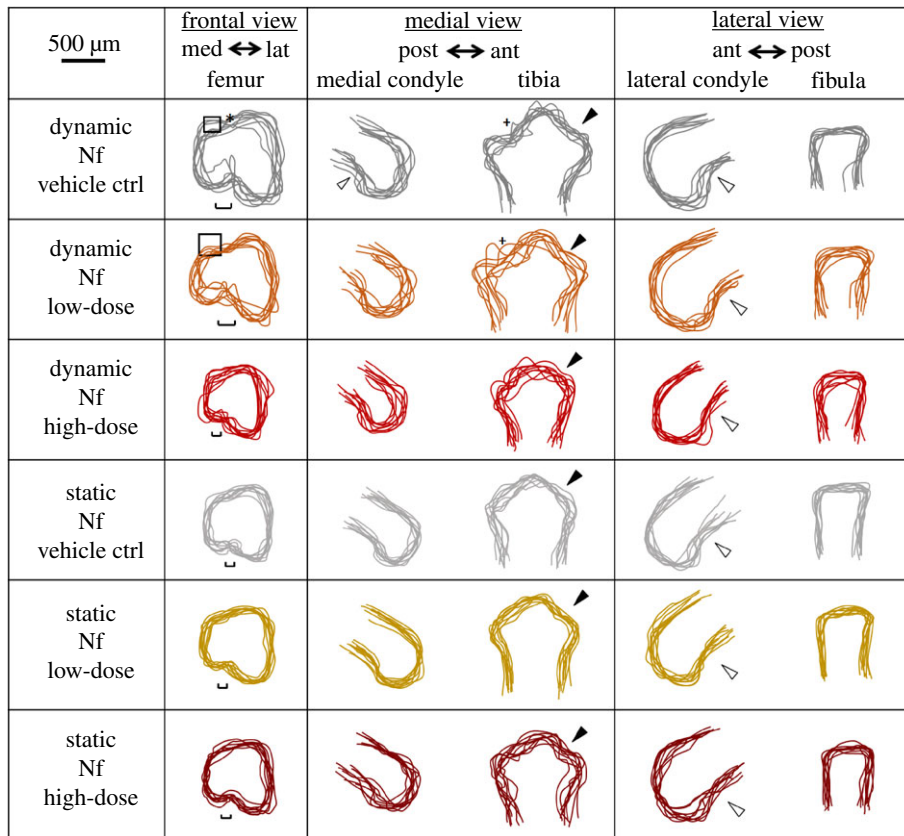 500 µm
frontal view
med ↔ lat
femur
medial view
post ↔ ant
medial condyle tibia
lateral view
ant ↔ post
lateral condyle fibula
dynamic
Nf
vehicle ctrl
*
+
dynamic
Nf
low-dose
+
dynamic
Nf
high-dose
static
Nf
vehicle ctrl
static
Nf
low-dose
static
Nf
high-dose